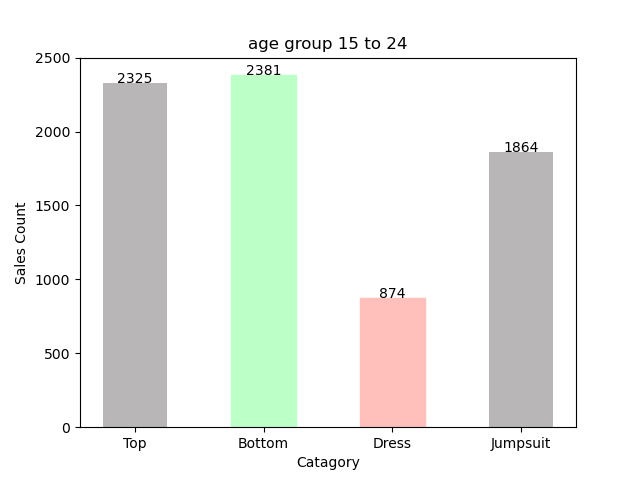 age group 15 to 24
2500
2000
1500
1000
500
0
Sales Count
2325
2381
874
1864
Top
Bottom
Dress
Jumpsuit
Catagory